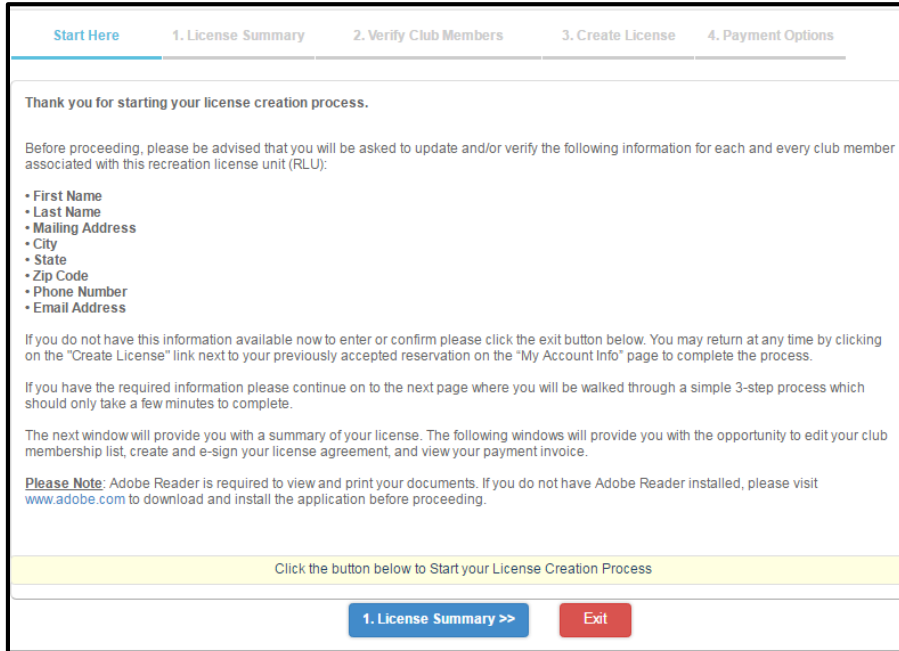 Start Here 1. License Summary 2. Verify Club Members 3. Create License 4. Payment Options
Thank you for starting your license creation process.
Before proceeding, please be advised that you will be asked to update and/or verify the following information for each and every club member
associated with this recreation license unit (RLU):
• First Name
• Last Name
• Mailing Address
• City
• State
• Zip Code
• Phone Number
• Email Address
If you do not have this information available now to enter or confirm please click the exit button below. You may return at any time by clicking
on the "Create License" link next to your previously accepted reservation on the “My Account Info” page to complete the process.
If you have the required information please continue on to the next page where you will be walked through a simple 3-step process which
should only take a few minutes to complete.
The next window will provide you with a summary of your license. The following windows will provide you with the opportunity to edit your club
membership list, create and e-sign your license agreement, and view your payment invoice.
Please Note: Adobe Reader is required to view and print your documents. If you do not have Adobe Reader installed, please visit
www.adobe.com to download and install the application before proceeding.
Click the button below to Start your License Creation Process
1. License Summary >> Exit